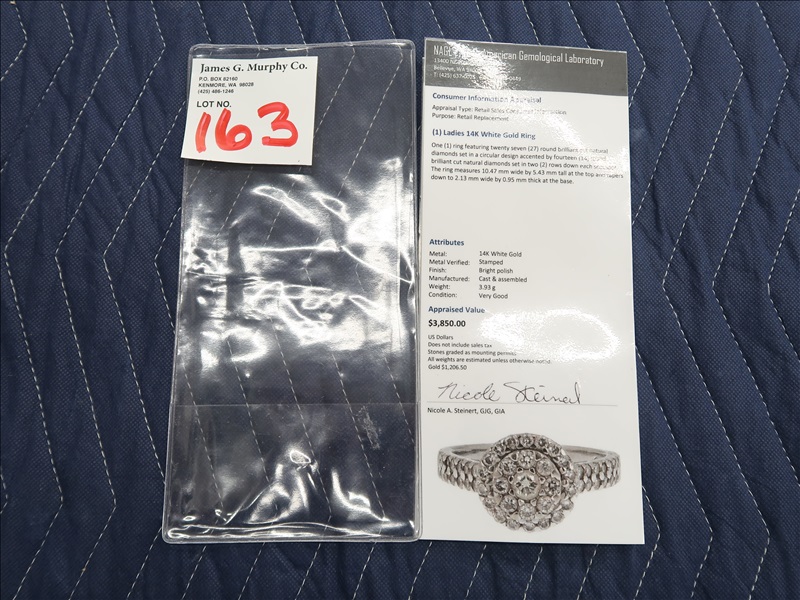 James G. Murphy Co.
P.O. BOX 82160
KENMORE, WA 98028
(425) 486-1246
LOT NO.
163
American Gemological Laboratory
Bellevue, WA
Consumer Information Appraisal
Appraisal Type: Retail Sales Consumer Information
Purpose: Retail Replacement
(1) Ladies 14K White Gold Ring
One (1) ring featuring twenty seven (27) round brilliant cut natural
diamonds set in a circular design accented by fourteen (14) round
brilliant cut natural diamonds set in two (2) rows down each
The ring measures 10.47 mm wide by 5.43 mm tall at the top and tapers
down to 2.13 mm wide by 0.95 mm thick at the base.
Attributes
Metal: 14K White Gold
Metal Verified: Stamped
Finish: Bright polish
Manufactured: Cast & assembled
Weight: 3.93 g
Condition: Very Good
Appraised Value
$3,850.00
US Dollars
Does not include sales tax
Stones graded as mounting permits
All weights are estimated unless otherwise noted
Gold $1,206.50
Nicole Steinert
Nicole A. Steinert, GJG, GIA